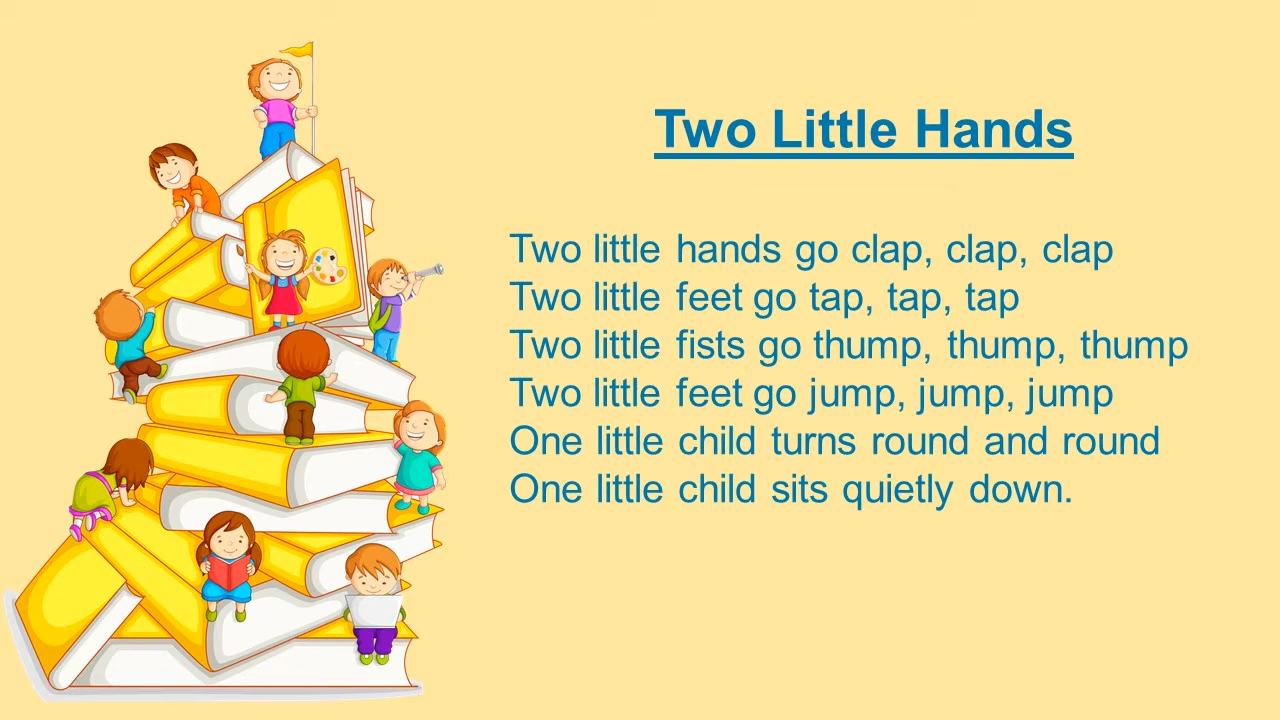 Two Little Hands
Two little hands go clap, clap, clap
Two little feet go tap, tap, tap
Two little fists go thump, thump, thump
Two little feet go jump, jump, jump
One little child turns round and round
One little child sits quietly down.